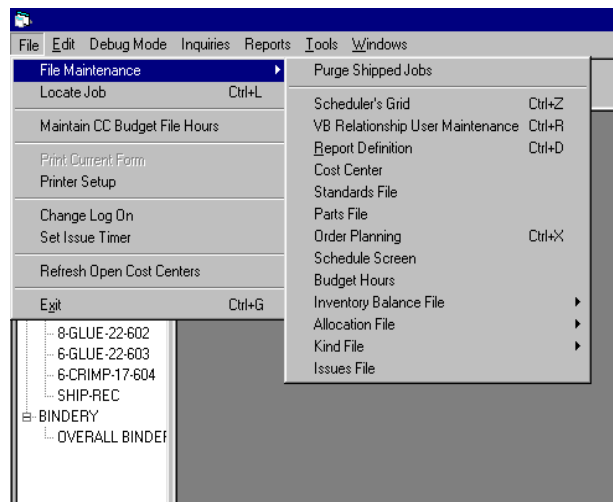 File Edit Debug Mode Inquiries Reports Tools Windows
File Maintenance
Locate Job Ctrl+L
Maintain CC Budget File Hours
Print Current Form
Printer Setup
Change Log On
Set Issue Timer
Refresh Open Cost Centers
Exit Ctrl+G
Purge Shipped Jobs
Scheduler's Grid Ctrl+Z
VB Relationship User Maintenance Ctrl+R
Report Definition Ctrl+D
Cost Center
Standards File
Parts File
Order Planning Ctrl+X
Schedule Screen
Budget Hours
Inventory Balance File
Allocation File
Kind File
Issues File
8-GLUE-22-602
6-GLUE-22-603
6-CRIMP-17-604
SHIP-REC
BINDERY
OVERALL BINDER